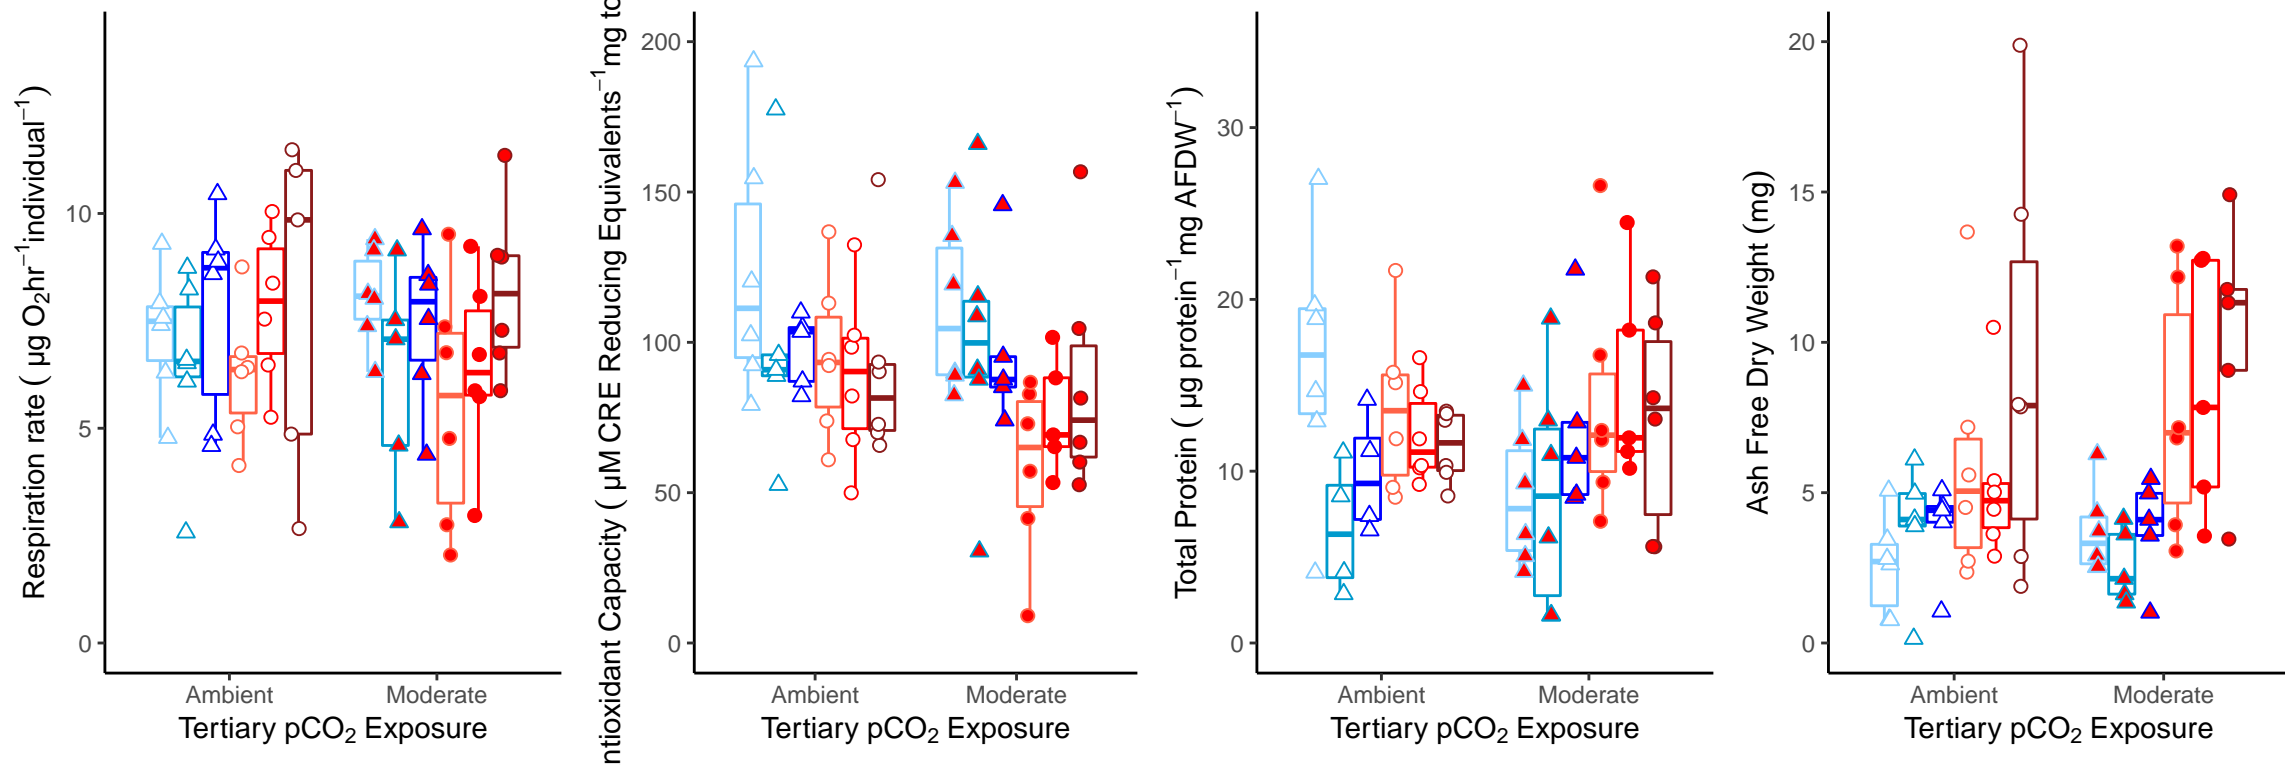 Respiration rate ( µg O₂hr⁻¹individual⁻¹)
10
5
0
Ambient Moderate
Tertiary pCO₂ Exposure
Capacity ( µM CRE Reducing Equivalents⁻¹mg
200
150
100
50
0
Ambient Moderate
Tertiary pCO₂ Exposure
Total Protein ( µg protein⁻¹mg AFDW⁻¹)
30
20
10
0
Ambient Moderate
Tertiary pCO₂ Exposure
Ash Free Dry Weight (mg)
20
15
10
5
0
Ambient Moderate
Tertiary pCO₂ Exposure